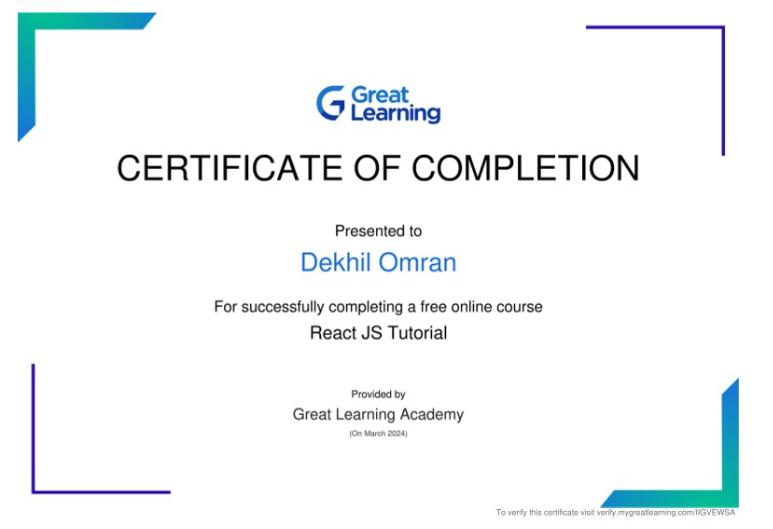 Great
Learning
CERTIFICATE OF COMPLETION
Presented to
Dekhil Omran
For successfully completing a free online course
React JS Tutorial
Provided by
Great Learning Academy
(On March 2024)
To verify this certificate visit verify.mygreatlearning.com/IIGVEWSA